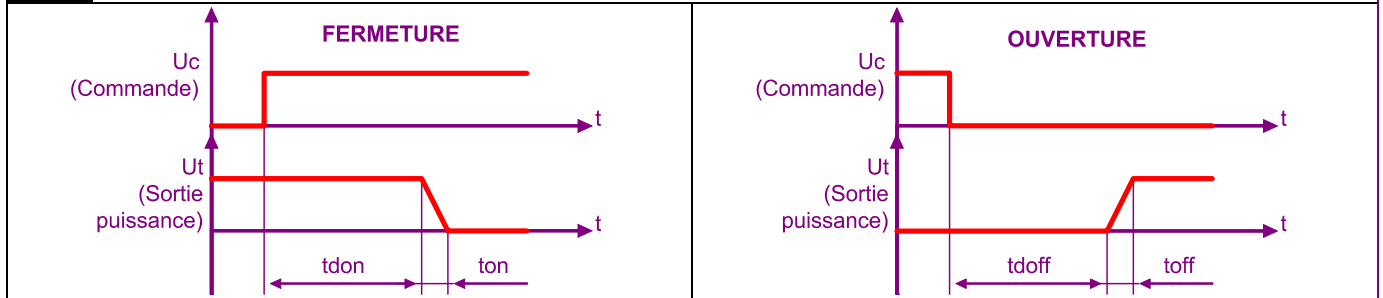 FERMETURE
Uc
(Commande)
t
Ut
(Sortie
puissance)
t
tdon
ton
OUVERTURE
Uc
(Commande)
t
Ut
(Sortie
puissance)
t
tdoff
toff